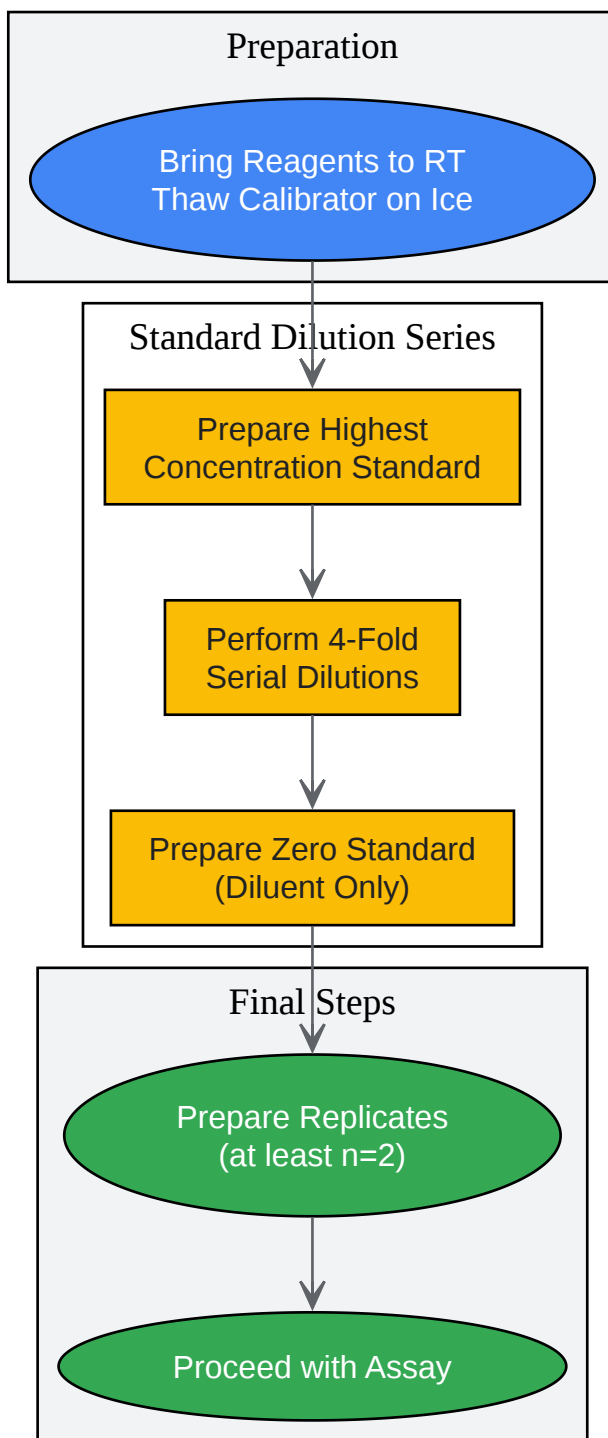 Preparation
Bring Reagents to RT
Thaw Calibrator on Ice
Standard Dilution Series
Prepare Highest
Concentration Standard
Perform 4-Fold
Serial Dilutions
Prepare Zero Standard
(Diluent Only)
Final Steps
Prepare Replicates
(at least n=2)
Proceed with Assay